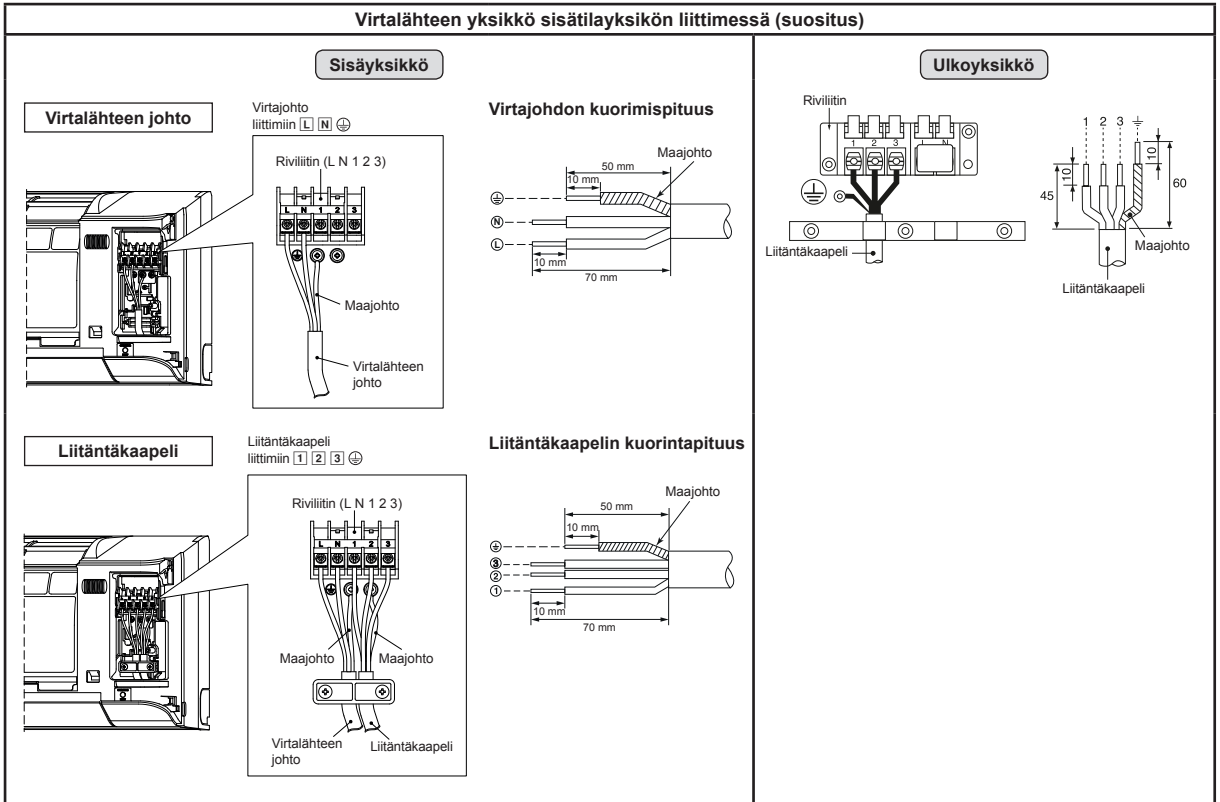 Virtalähteen yksikkö sisätilayksikön liittimessä (suositus)
Sisäyksikkö
Virtalähteen johto
Virtajohto
liittimiin L N ⏚
Riviliitin (L N 1 2 3)
L N 1 2 3
Maajohto
Virtalähteen
johto
Virtajohdon kuorimispituus
Maajohto
50 mm
10 mm
⏚
N
L
10 mm
70 mm
Liitäntäkaapeli
Liitäntäkaapeli
liittimiin 1 2 3 ⏚
Riviliitin (L N 1 2 3)
L N 1 2 3
Maajohto
Maajohto
Virtalähteen
johto
Liitäntäkaapeli
Liitäntäkaapelin kuorintapituus
Maajohto
50 mm
10 mm
⏚
③
②
①
10 mm
70 mm
Ulkoyksikkö
Riviliitin
1 2 3 N
Liitäntäkaapeli
1 2 3 ⏚
10
10
45
60
Maajohto
Liitäntäkaapeli